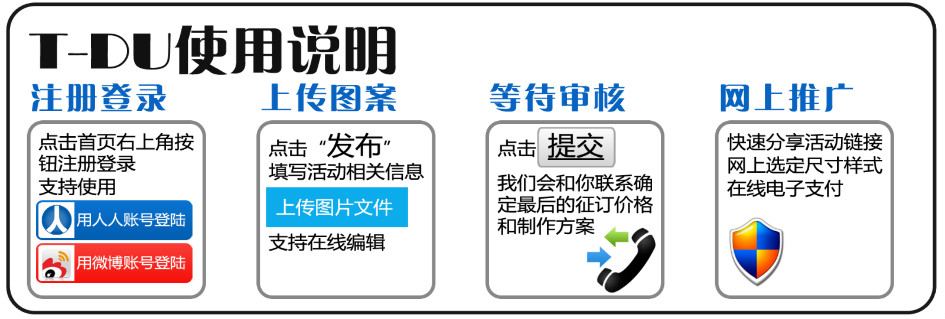 T-DU使用说明
注册登录
点击首页右上角按
钮注册登录
支持使用
用人人账号登陆
用微博账号登陆
上传图案
点击“发布”
填写活动相关信息
上传图片文件
支持在线编辑
等待审核
点击 提交
我们会和你联系确
定最后的征订价格
和制作方案
网上推广
快速分享活动链接
网上选定尺寸样式
在线电子支付